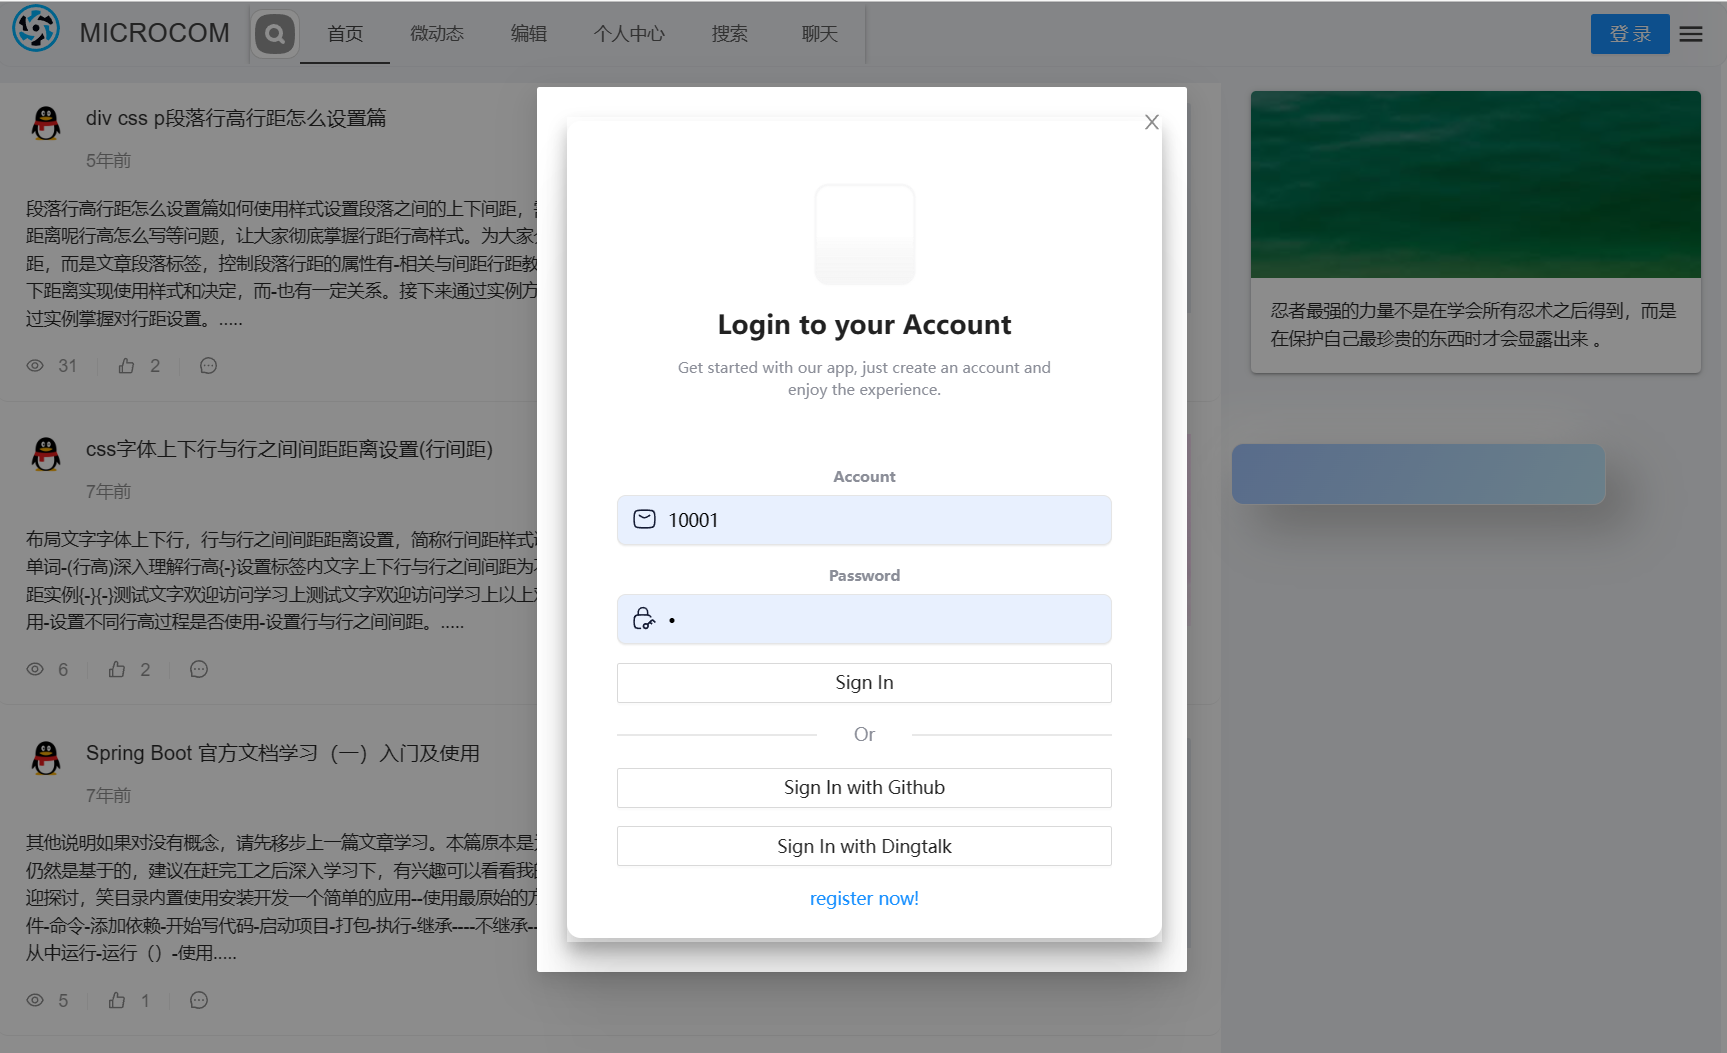 MICROCOM
首页
微动态
编辑
个人中心
搜索
聊天
登 录
div css p段落行高行距怎么设置篇
5年前
段落行高行距怎么设置篇如何使用样式设置段落之间的上下间距，
距离呢行高怎么写等问题，让大家彻底掌握行距行高样式。为大家
距，而是文章段落标签，控制段落行距的属性有-相关与间距行距教
下距离实现使用样式和决定，而-也有一定关系。接下来通过实例方
过实例掌握对行距设置。.....
31
2
css字体上下行与行之间间距距离设置(行间距)
7年前
布局文字字体上下行，行与行之间间距距离设置，简称行间距样式
单词-(行高)深入理解行高{-}设置标签内文字上下行与行之间间距为
距实例{-}{-}测试文字欢迎访问学习上测试文字欢迎访问学习上以上
用-设置不同行高过程是否使用-设置行与行之间间距。.....
6
2
Spring Boot 官方文档学习（一）入门及使用
7年前
其他说明如果对没有概念，请先移步上一篇文章学习。本篇原本是
仍然是基于的，建议在赶完工之后深入学习下，有兴趣可以看看我
迎探讨，笑目录内置使用安装开发一个简单的应用--使用最原始的方
件-命令-添加依赖-开始写代码-启动项目-打包-执行-继承----不继承--
从中运行-运行（）-使用.....
5
1
Login to your Account
Get started with our app, just create an account and
enjoy the experience.
Account
10001
Password
•
Sign In
Or
Sign In with Github
Sign In with Dingtalk
register now!
忍者最强的力量不是在学会所有忍术之后得到，而是
在保护自己最珍贵的东西时才会显露出来 。